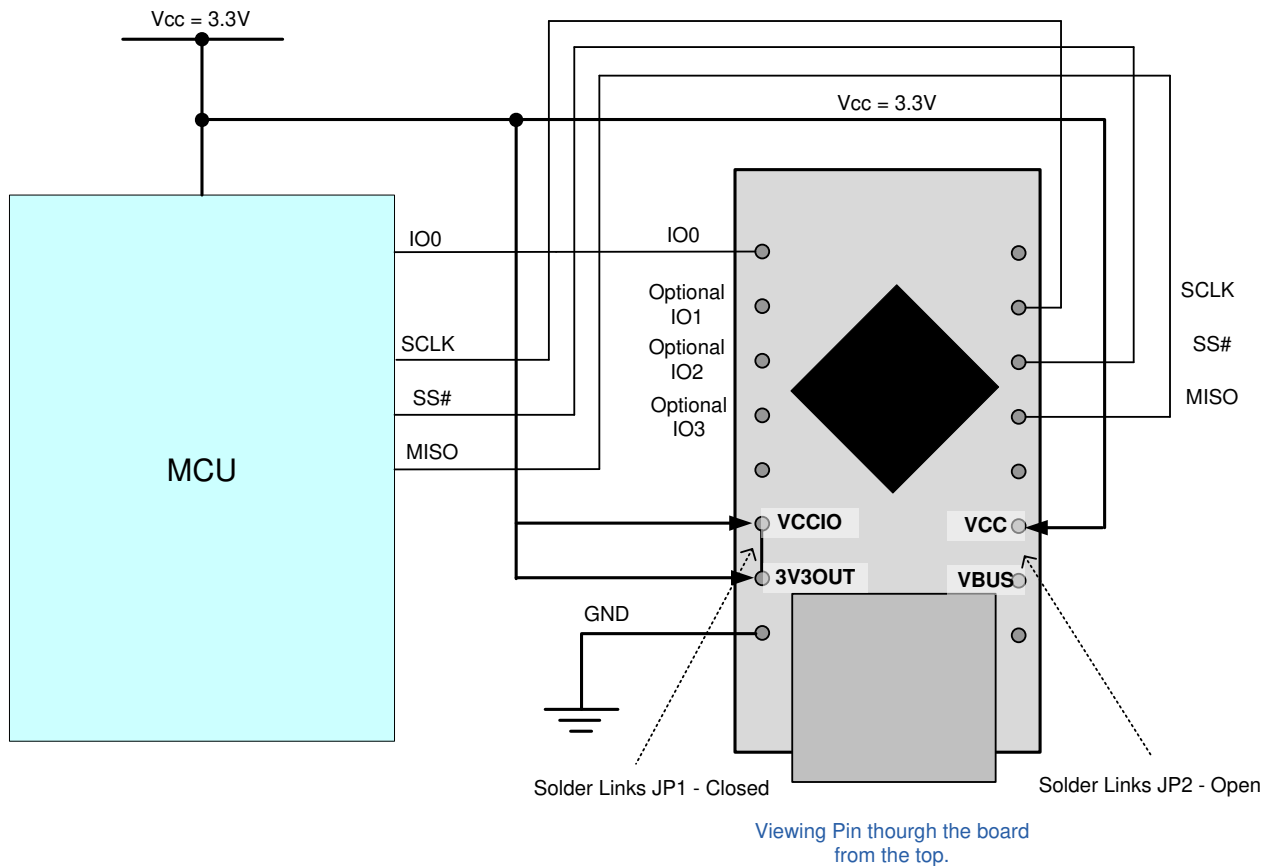 Vcc = 3.3V
Vcc = 3.3V
IO0
IO0
Optional
IO1
SCLK
SCLK
Optional
IO2
SS#
SS#
Optional
IO3
MISO
MISO
MCU
VCCIO
VCC
3V3OUT
VBUS
GND
Solder Links JP1 - Closed
Solder Links JP2 - Open
Viewing Pin thourgh the board
from the top.